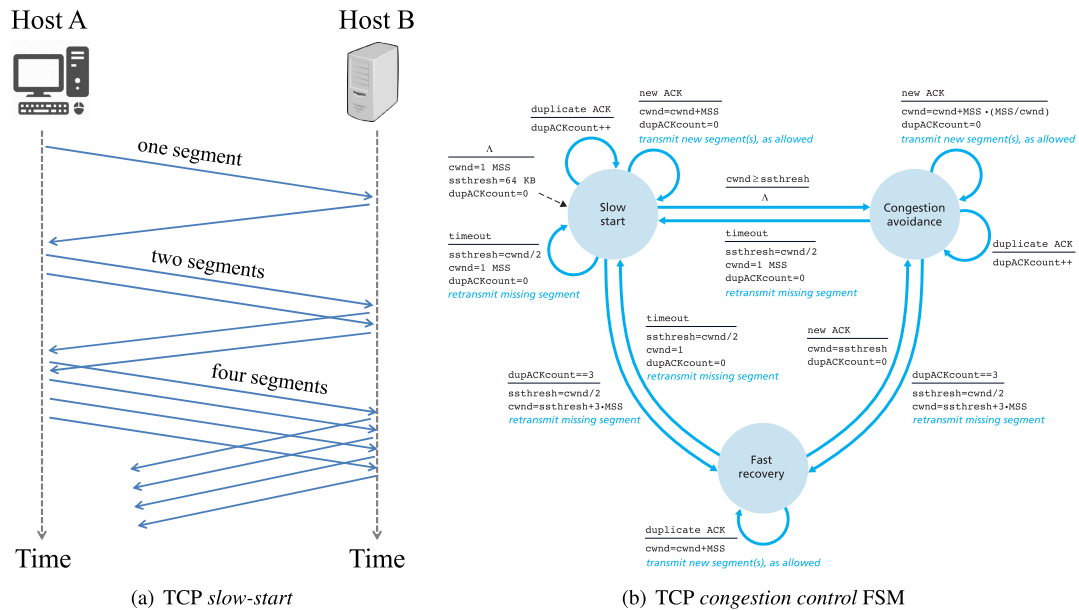 Host A
Host B
one segment
two segments
four segments
Time
Time
(a) TCP slow-start
duplicate ACK
dupACKcount++
new ACK
cwnd=cwnd+MSS
dupACKcount=0
transmit new segment(s), as allowed
Λ
cwnd=1 MSS
ssthresh=64 KB
dupACKcount=0
Slow
start
timeout
ssthresh=cwnd/2
cwnd=1 MSS
dupACKcount=0
retransmit missing segment
cwnd≥ssthresh
Λ
timeout
ssthresh=cwnd/2
cwnd=1 MSS
dupACKcount=0
retransmit missing segment
new ACK
cwnd=cwnd+MSS •(MSS/cwnd)
dupACKcount=0
transmit new segment(s), as allowed
Congestion
avoidance
duplicate ACK
dupACKcount++
timeout
ssthresh=cwnd/2
cwnd=1
dupACKcount=0
retransmit missing segment
new ACK
cwnd=ssthresh
dupACKcount=0
dupACKcount==3
ssthresh=cwnd/2
cwnd=ssthresh+3•MSS
retransmit missing segment
dupACKcount==3
ssthresh=cwnd/2
cwnd=ssthresh+3•MSS
retransmit missing segment
Fast
recovery
duplicate ACK
cwnd=cwnd+MSS
transmit new segment(s), as allowed
(b) TCP congestion control FSM